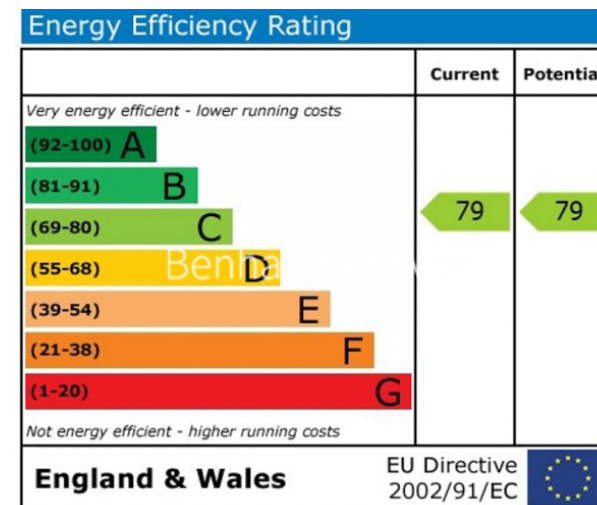 Energy Efficiency Rating
Current
Potentia
Very energy efficient - lower running costs
(92-100) A
(81-91) B
(69-80) C
79
79
(55-68) D
(39-54) E
(21-38) F
(1-20) G
Not energy efficient - higher running costs
England & Wales
EU Directive
2002/91/EC